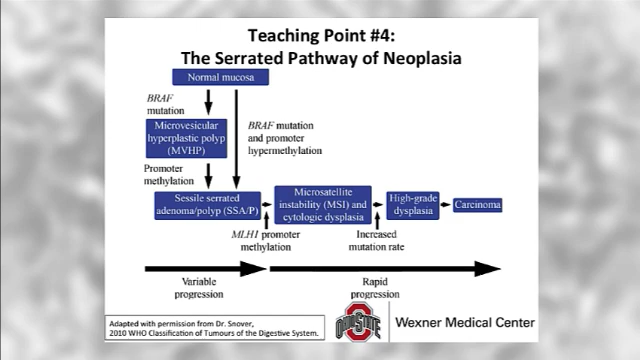 Teaching Point #4:
The Serrated Pathway of Neoplasia
Normal mucosa
BRAF
mutation
BRAF mutation
and promoter
hypermethylation
Microvesicular
hyperplastic polyp
(MVHP)
Promoter
methylation
Sessile serrated
adenoma/polyp (SSA/P)
Microsatellite
instability (MSI) and
cytologic dysplasia
High-grade
dysplasia
Carcinoma
MLH1 promoter
methylation
Increased
mutation rate
Variable
progression
Rapid
progression
Adapted with permission from Dr. Snover,
2010 WHO Classification of Tumours of the Digestive System.
OHIO STATE
Wexner Medical Center